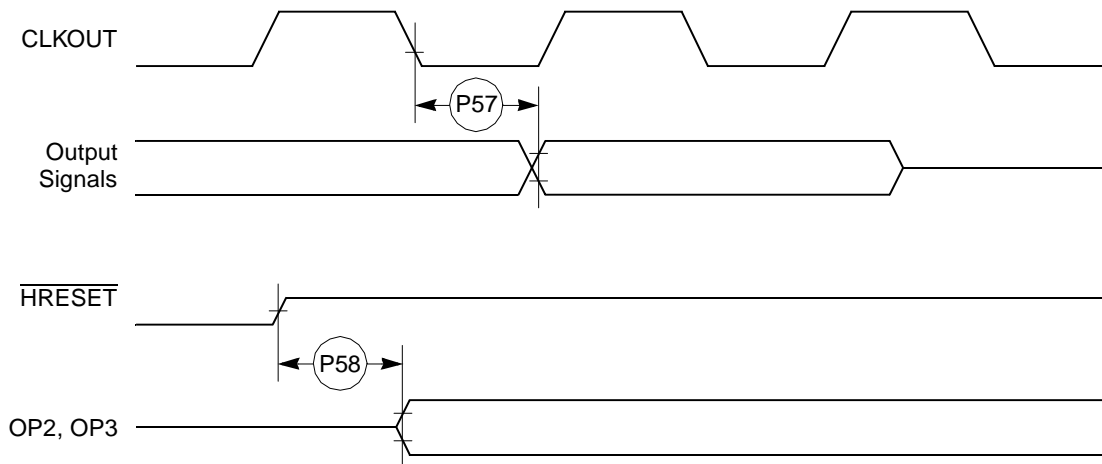 CLKOUT
P57
Output
Signals
HRESET
P58
OP2, OP3